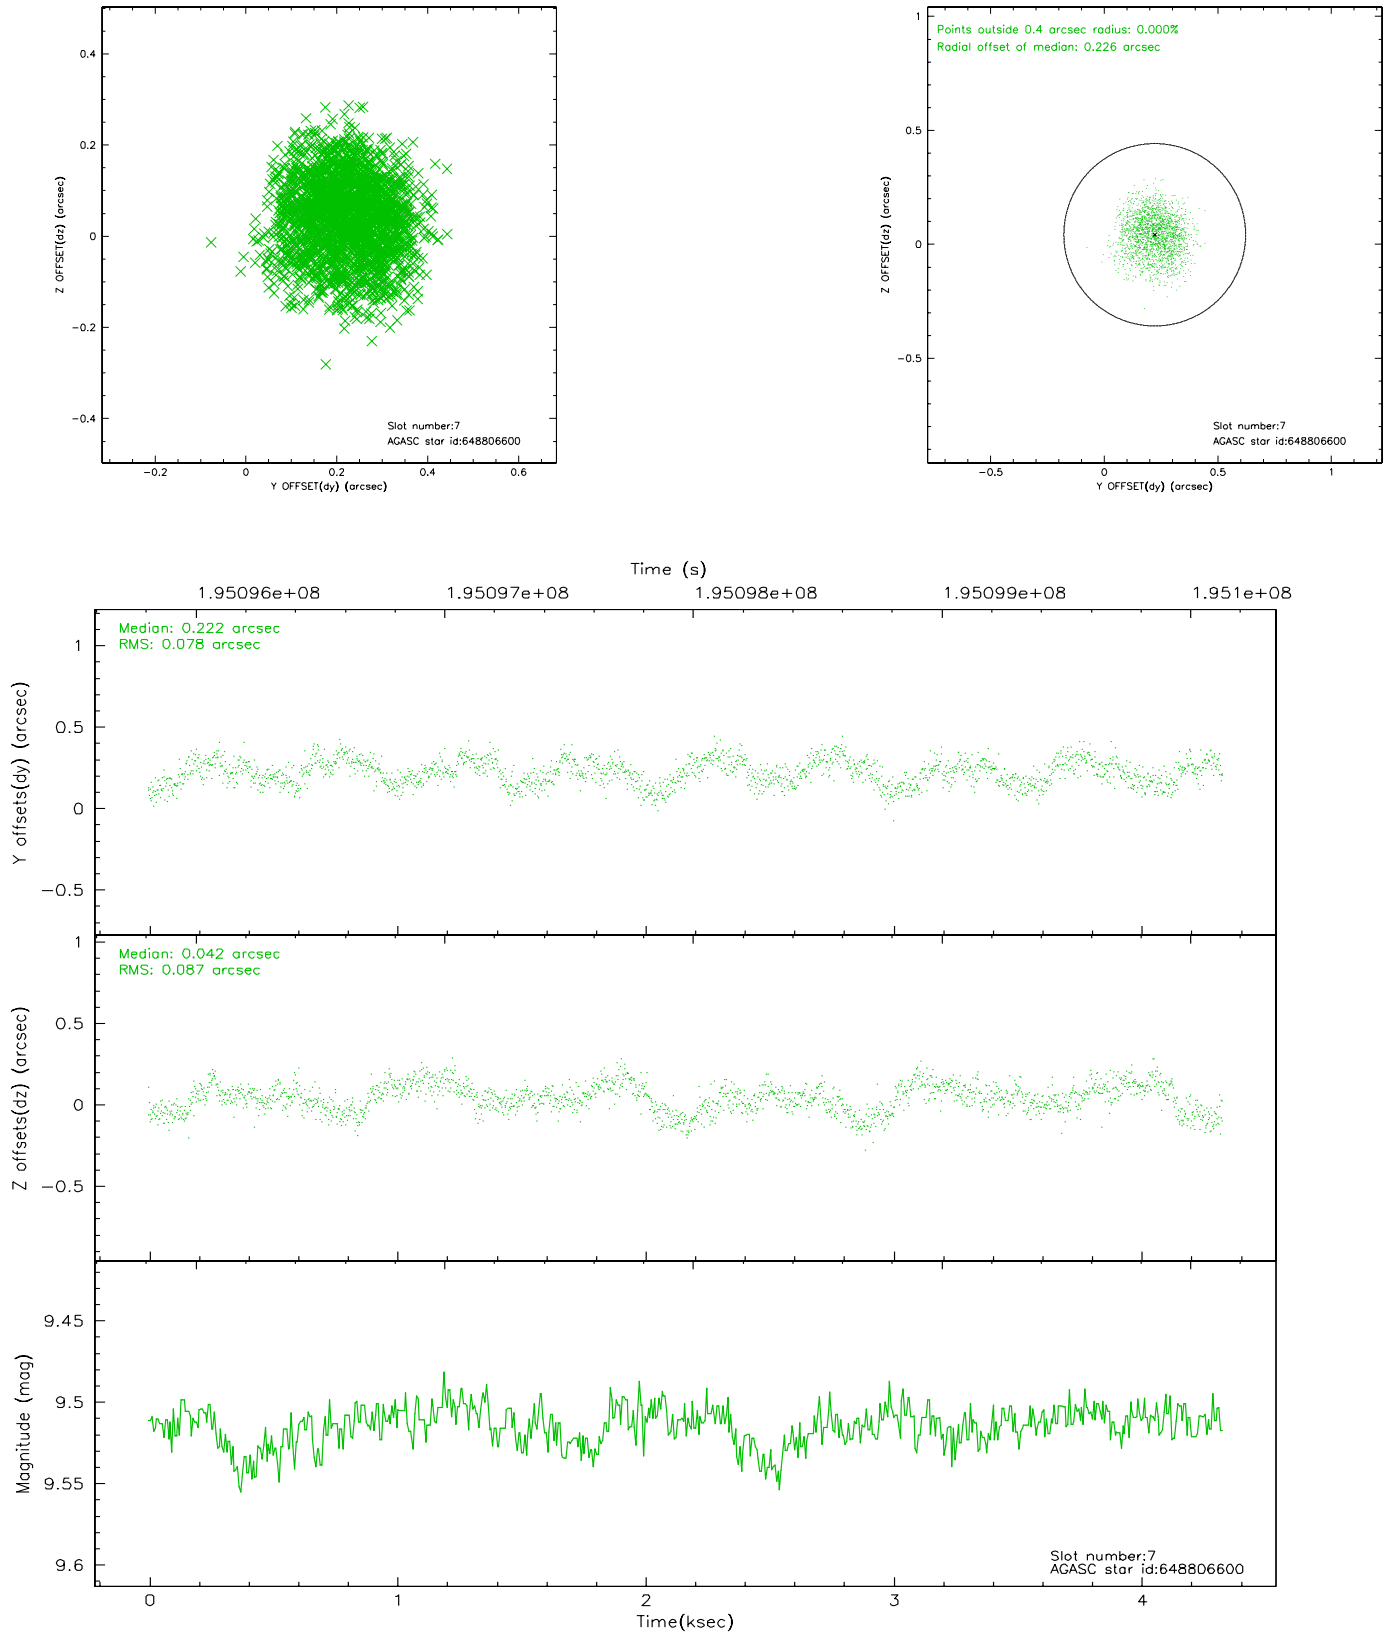 0.4
0.2
0
−0.2
−0.4
Z OFFSET(dz) (arcsec)
Slot number:7
AGASC star id:648806600
−0.2
0
0.2
0.4
0.6
Y OFFSET(dy) (arcsec)
Points outside 0.4 arcsec radius: 0.000%
Radial offset of median: 0.226 arcsec
1
0.5
0
−0.5
Z OFFSET(dz) (arcsec)
Slot number:7
AGASC star id:648806600
−0.5
0
0.5
1
Y OFFSET(dy) (arcsec)
Time (s)
1.95096e+08
1.95097e+08
1.95098e+08
1.95099e+08
1.951e+08
Median: 0.222 arcsec
RMS: 0.078 arcsec
1
0.5
0
−0.5
Y offsets(dy) (arcsec)
Median: 0.042 arcsec
RMS: 0.087 arcsec
1
0.5
0
−0.5
Z offsets(dz) (arcsec)
9.45
9.5
9.55
9.6
Magnitude (mag)
Slot number:7
AGASC star id:648806600
0
1
2
3
4
Time(ksec)